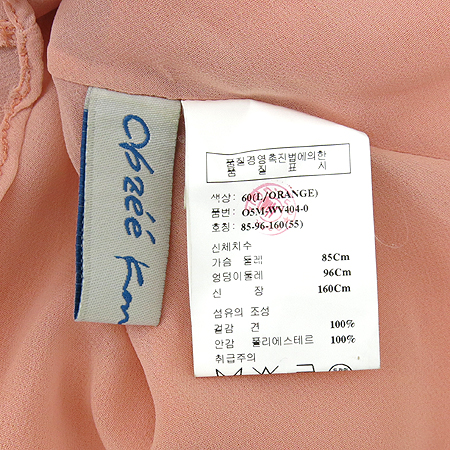 obzéé
품질경영촉진법에의한
품 질 표 시
색상: 60(L/ORANGE)
품번: O5M-WV404-0
호칭: 85-96-160(55)
신체치수
가슴 둘레 85Cm
엉덩이둘레 96Cm
신 장 160Cm
섬유의 조성
겉감 견 100%
안감 폴리에스테르 100%
취급주의